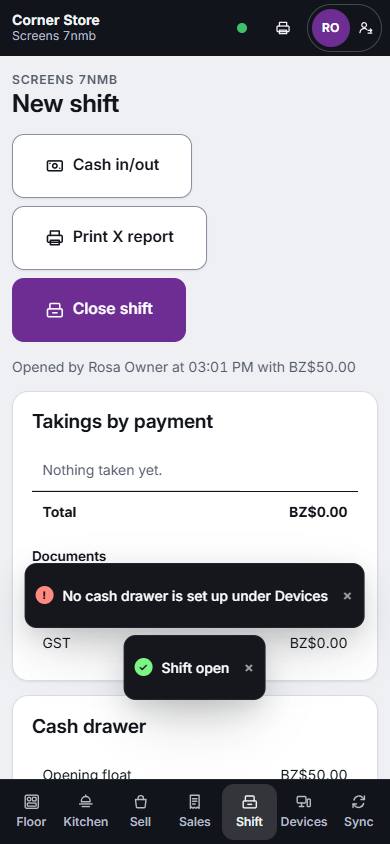 Corner Store
Screens 7nmb
RO
SCREENS 7NMB
New shift
Cash in/out
Print X report
Close shift
Opened by Rosa Owner at 03:01 PM with BZ$50.00
Takings by payment
Nothing taken yet.
Total BZ$0.00
Documents
No cash drawer is set up under Devices ×
GST BZ$0.00
Shift open ×
Cash drawer
Opening float BZ$50.00
Floor Kitchen Sell Sales Shift Devices Sync